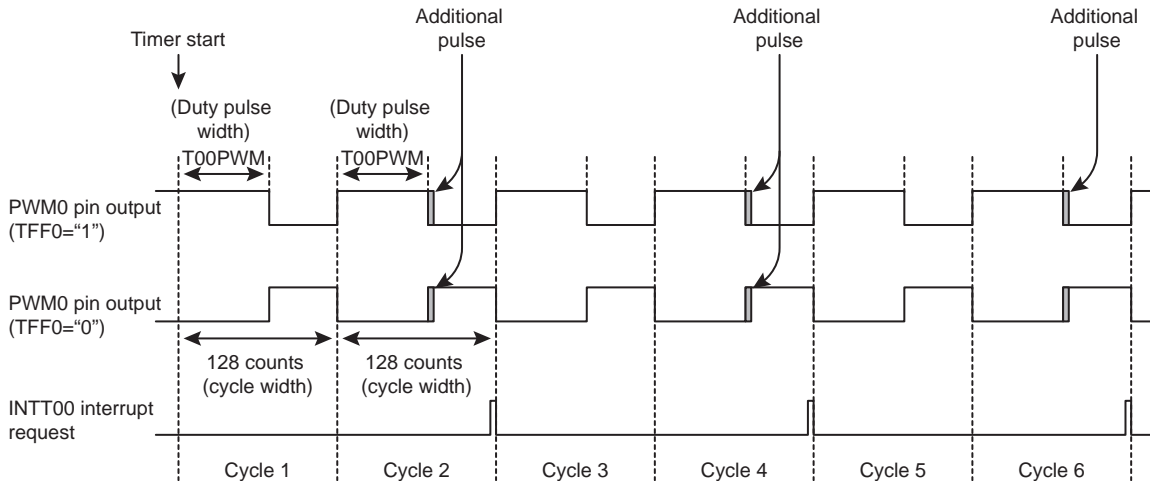 Additional
pulse
Additional
pulse
Additional
pulse
Timer start
(Duty pulse
width)
T00PWM
(Duty pulse
width)
T00PWM
PWM0 pin output
(TFF0=“1”)
PWM0 pin output
(TFF0=“0”)
128 counts
(cycle width)
128 counts
(cycle width)
INTT00 interrupt
request
Cycle 1
Cycle 2
Cycle 3
Cycle 4
Cycle 5
Cycle 6